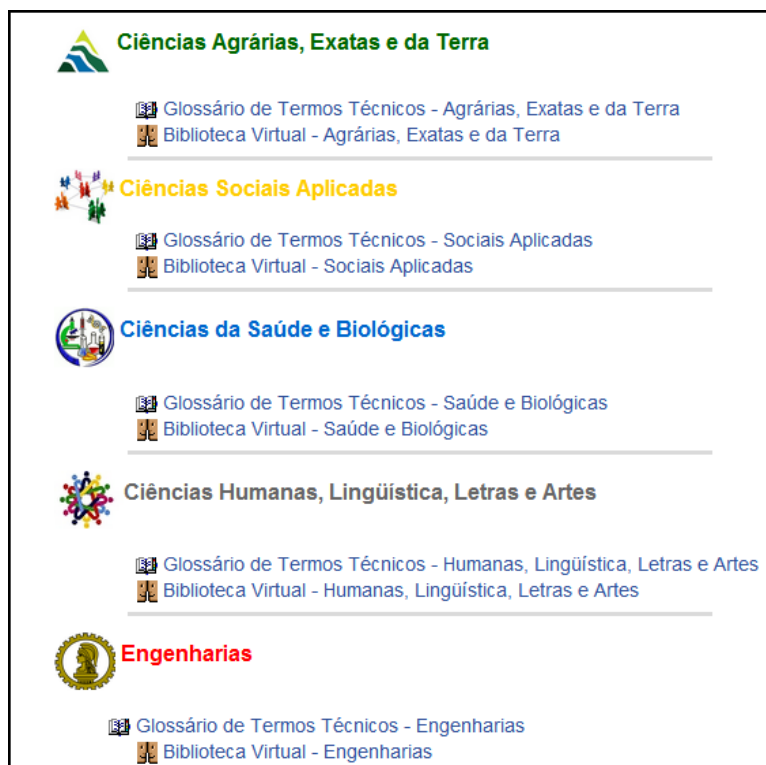 Ciências Agrárias, Exatas e da Terra
Glossário de Termos Técnicos - Agrárias, Exatas e da Terra
Biblioteca Virtual - Agrárias, Exatas e da Terra
Ciências Sociais Aplicadas
Glossário de Termos Técnicos - Sociais Aplicadas
Biblioteca Virtual - Sociais Aplicadas
Ciências da Saúde e Biológicas
Glossário de Termos Técnicos - Saúde e Biológicas
Biblioteca Virtual - Saúde e Biológicas
Ciências Humanas, Lingüística, Letras e Artes
Glossário de Termos Técnicos - Humanas, Lingüística, Letras e Artes
Biblioteca Virtual - Humanas, Lingüística, Letras e Artes
Engenharias
Glossário de Termos Técnicos - Engenharias
Biblioteca Virtual - Engenharias